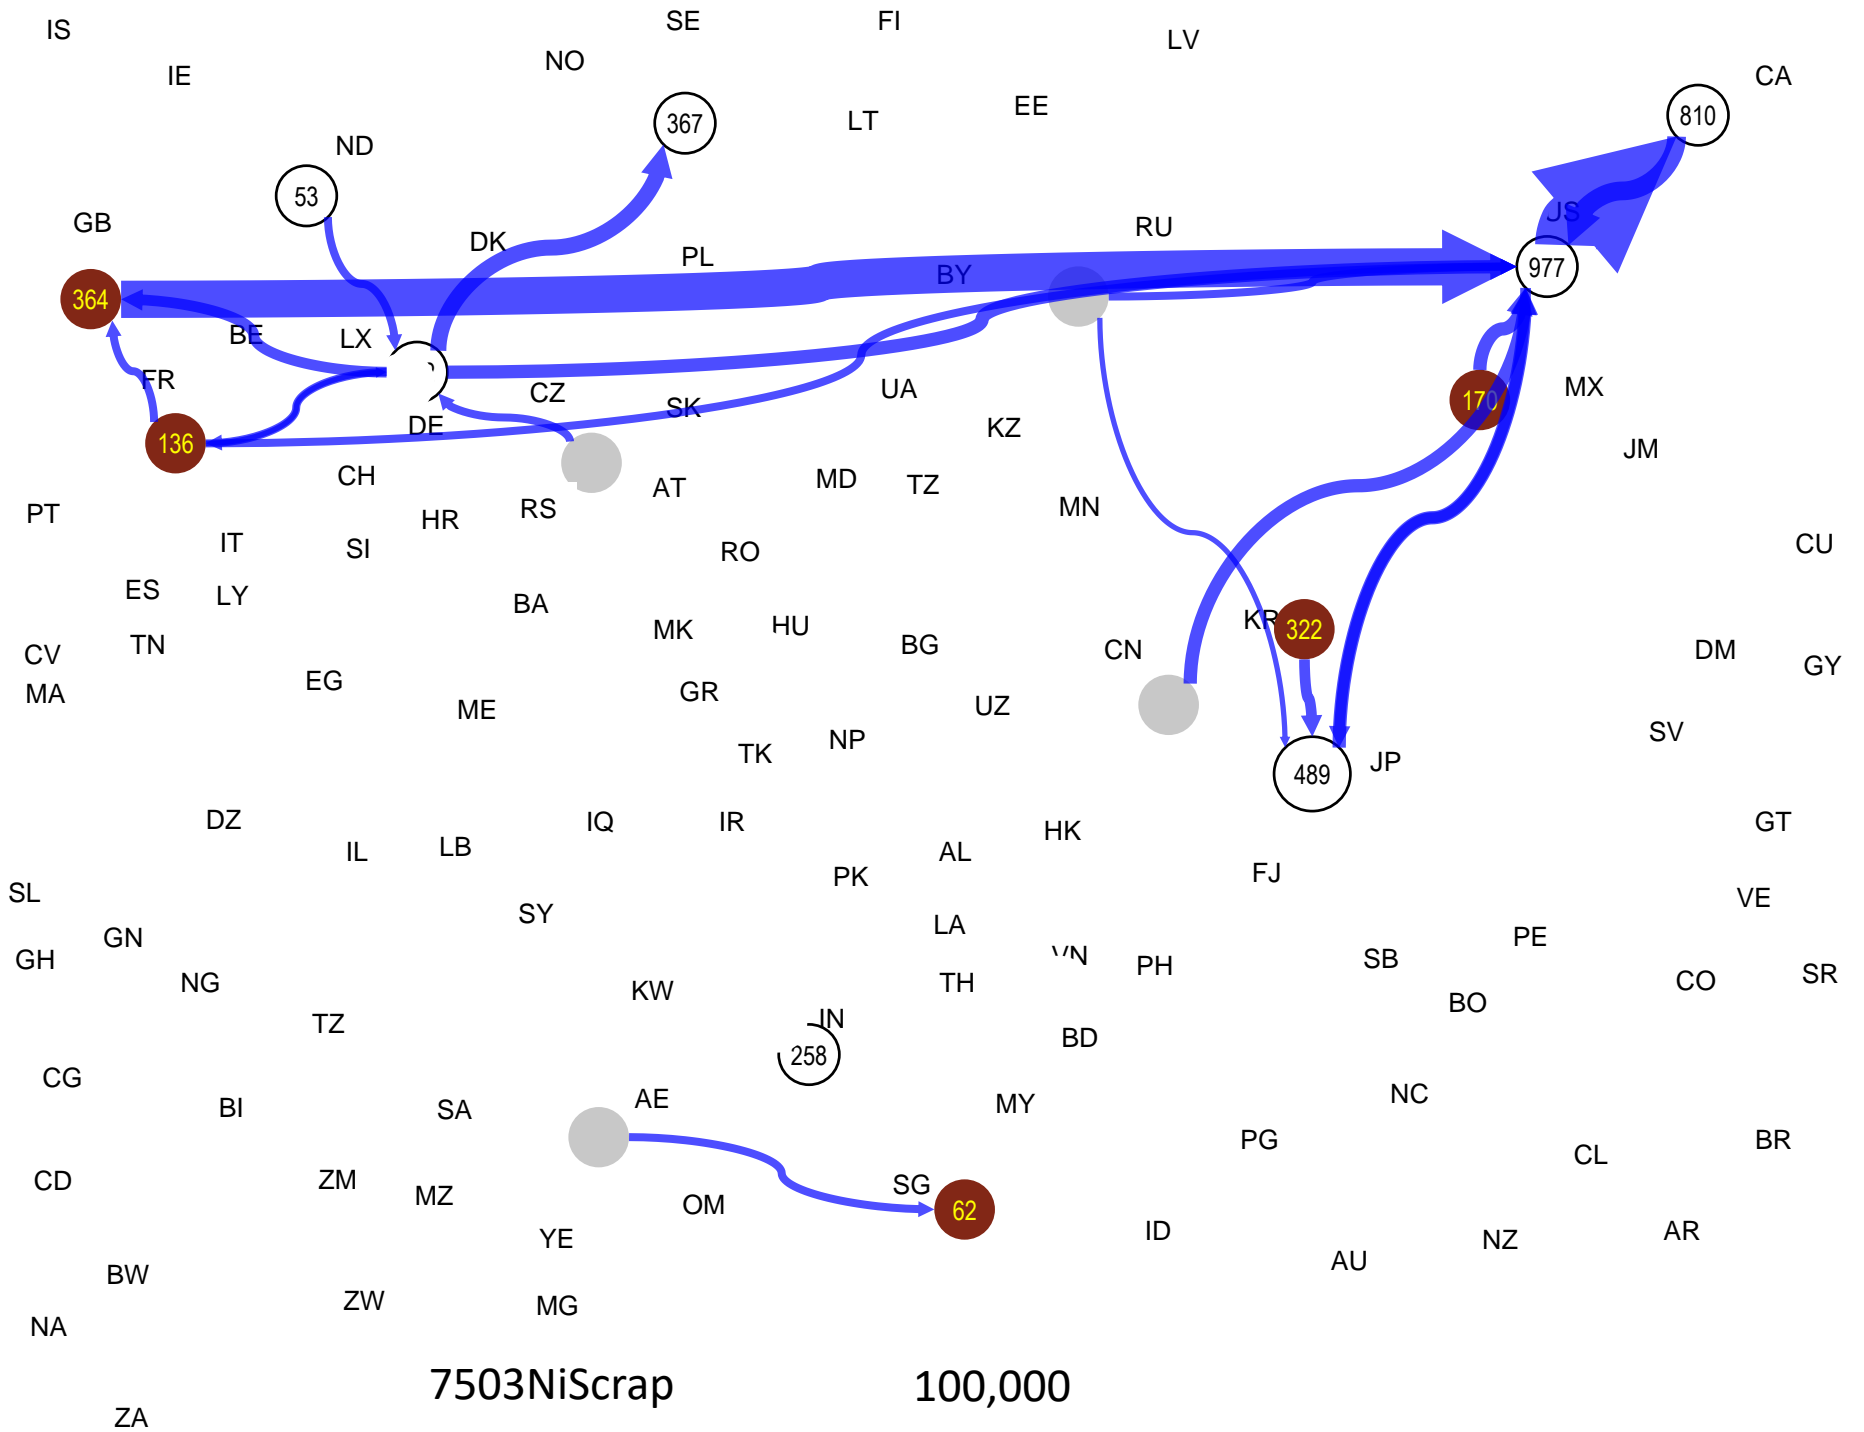 IS
SE
FI
LV
IE
NO
CA
EE
LT
810
367
ND
53
GB
RU
JS
DK
PL
BY
977
364
BE
LX
FR
CZ
UA
MX
170
SK
DE
KZ
136
JM
CH
AT
MD
TZ
MN
PT
HR
RS
IT
SI
RO
CU
ES
LY
BA
MK
HU
KR
322
TN
BG
CN
DM
CV
GY
MA
EG
GR
ME
UZ
SV
TK
NP
JP
489
DZ
IQ
IR
HK
GT
IL
LB
AL
PK
FJ
SL
VE
SY
LA
GN
PE
GH
VN
PH
SB
NG
TH
CO
SR
KW
BO
TZ
IN
BD
258
CG
AE
NC
BI
SA
MY
PG
BR
CL
CD
ZM
MZ
SG
OM
62
YE
ID
NZ
AR
AU
BW
ZW
MG
NA
7503NiScrap
100,000
ZA